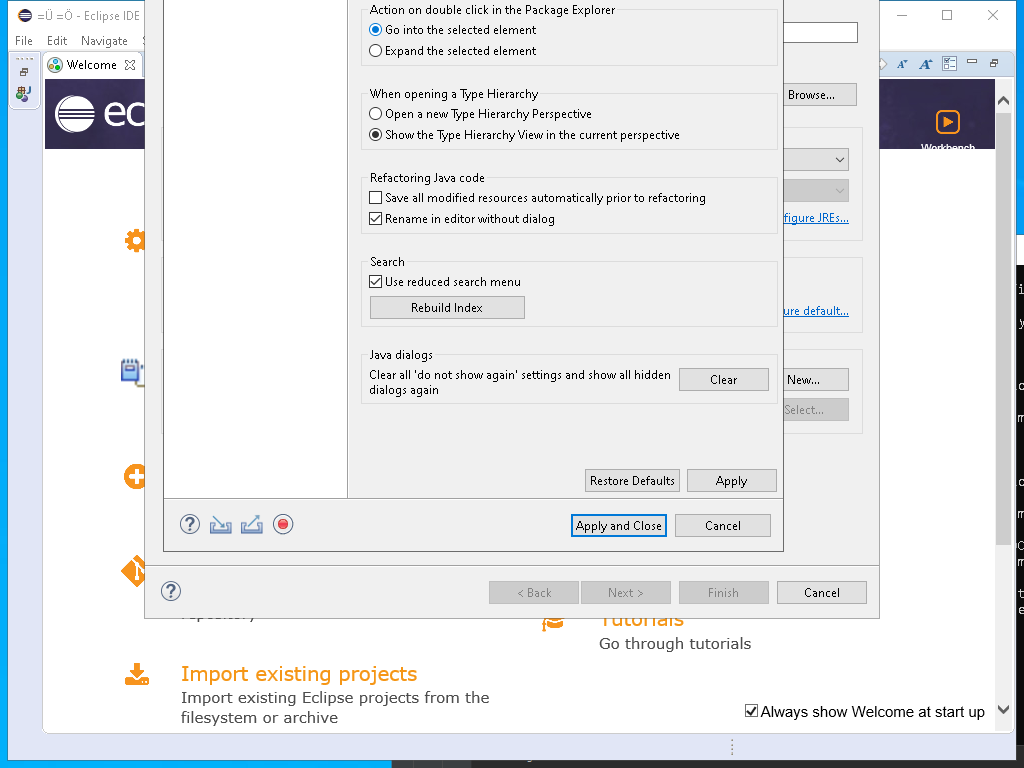 =Ü =Ö - Eclipse IDE
File Edit Navigate
Welcome
Action on double click in the Package Explorer
Go into the selected element
Expand the selected element
When opening a Type Hierarchy
Browse...
Open a new Type Hierarchy Perspective
Show the Type Hierarchy View in the current perspective
Workbench
Refactoring Java code
Save all modified resources automatically prior to refactoring
Rename in editor without dialog
figure JREs...
Search
Use reduced search menu
Rebuild Index
ure default...
Java dialogs
Clear all 'do not show again' settings and show all hidden
dialogs again
Clear
New...
Select...
Restore Defaults
Apply
Apply and Close
Cancel
< Back
Next >
Finish
Cancel
repository
Tutorials
Go through tutorials
Import existing projects
Import existing Eclipse projects from the
filesystem or archive
Always show Welcome at start up